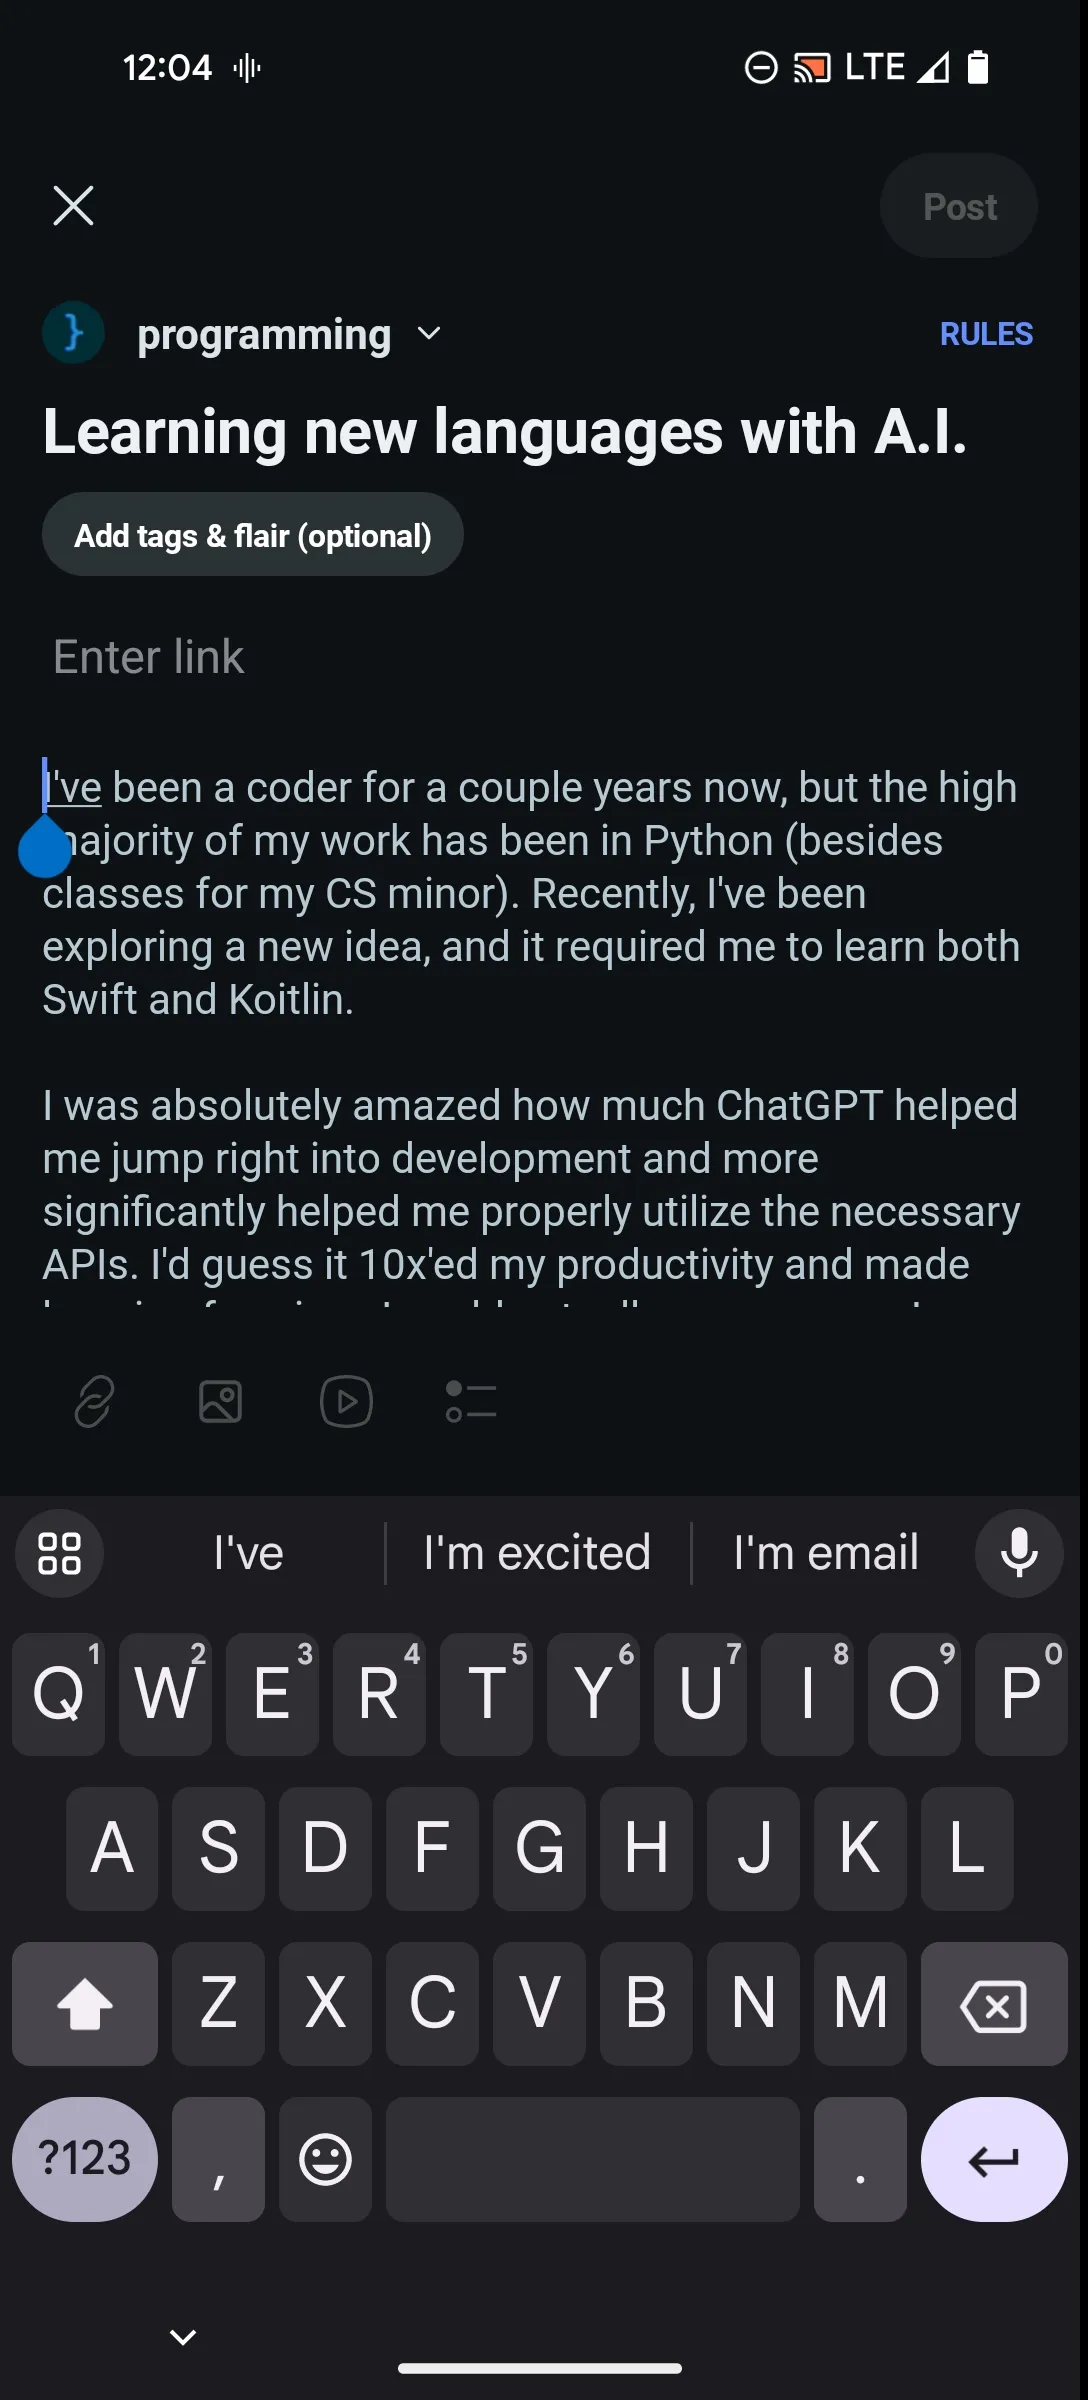 12:04
LTE
Post
programming
RULES
Learning new languages with A.I.
Add tags & flair (optional)
Enter link
I've been a coder for a couple years now, but the high
majority of my work has been in Python (besides
classes for my CS minor). Recently, I've been
exploring a new idea, and it required me to learn both
Swift and Koitlin.
I was absolutely amazed how much ChatGPT helped
me jump right into development and more
significantly helped me properly utilize the necessary
APIs. I'd guess it 10x'ed my productivity and made
I've
I'm excited
I'm email
Q 1 W 2 E 3 R 4 T 5 Y 6 U 7 I 8 O 9 P 0
A S D F G H J K L
Z X C V B N M
?123 , .